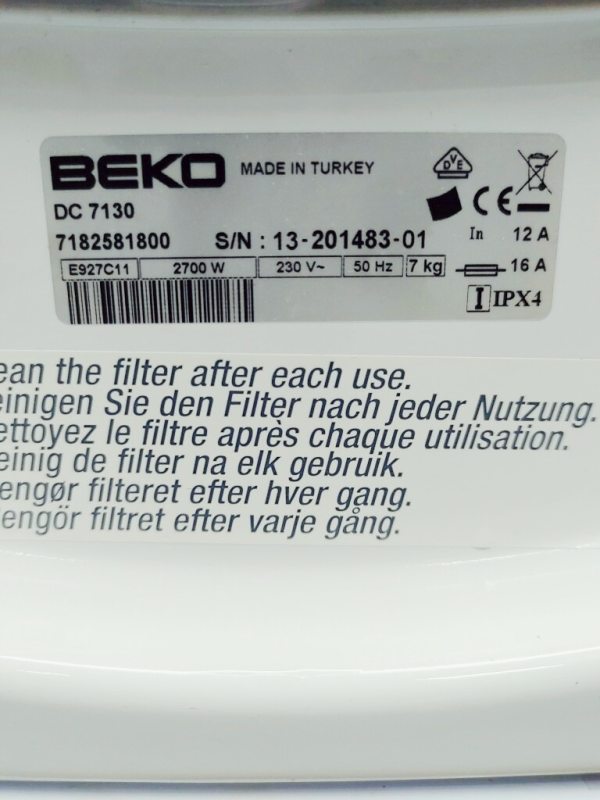 BEKO MADE IN TURKEY
DVE
DC 7130
CE
7182581800 S/N : 13-201483-01 In 12 A
E927C11 2700 W 230 V~ 50 Hz 7 kg 16 A
IPX4
ean the filter after each use.
einigen Sie den Filter nach jeder Nutzung.
ettoyez le filtre après chaque utilisation.
einig de filter na elk gebruik.
engør filteret efter hver gang.
engör filtret efter varje gång.